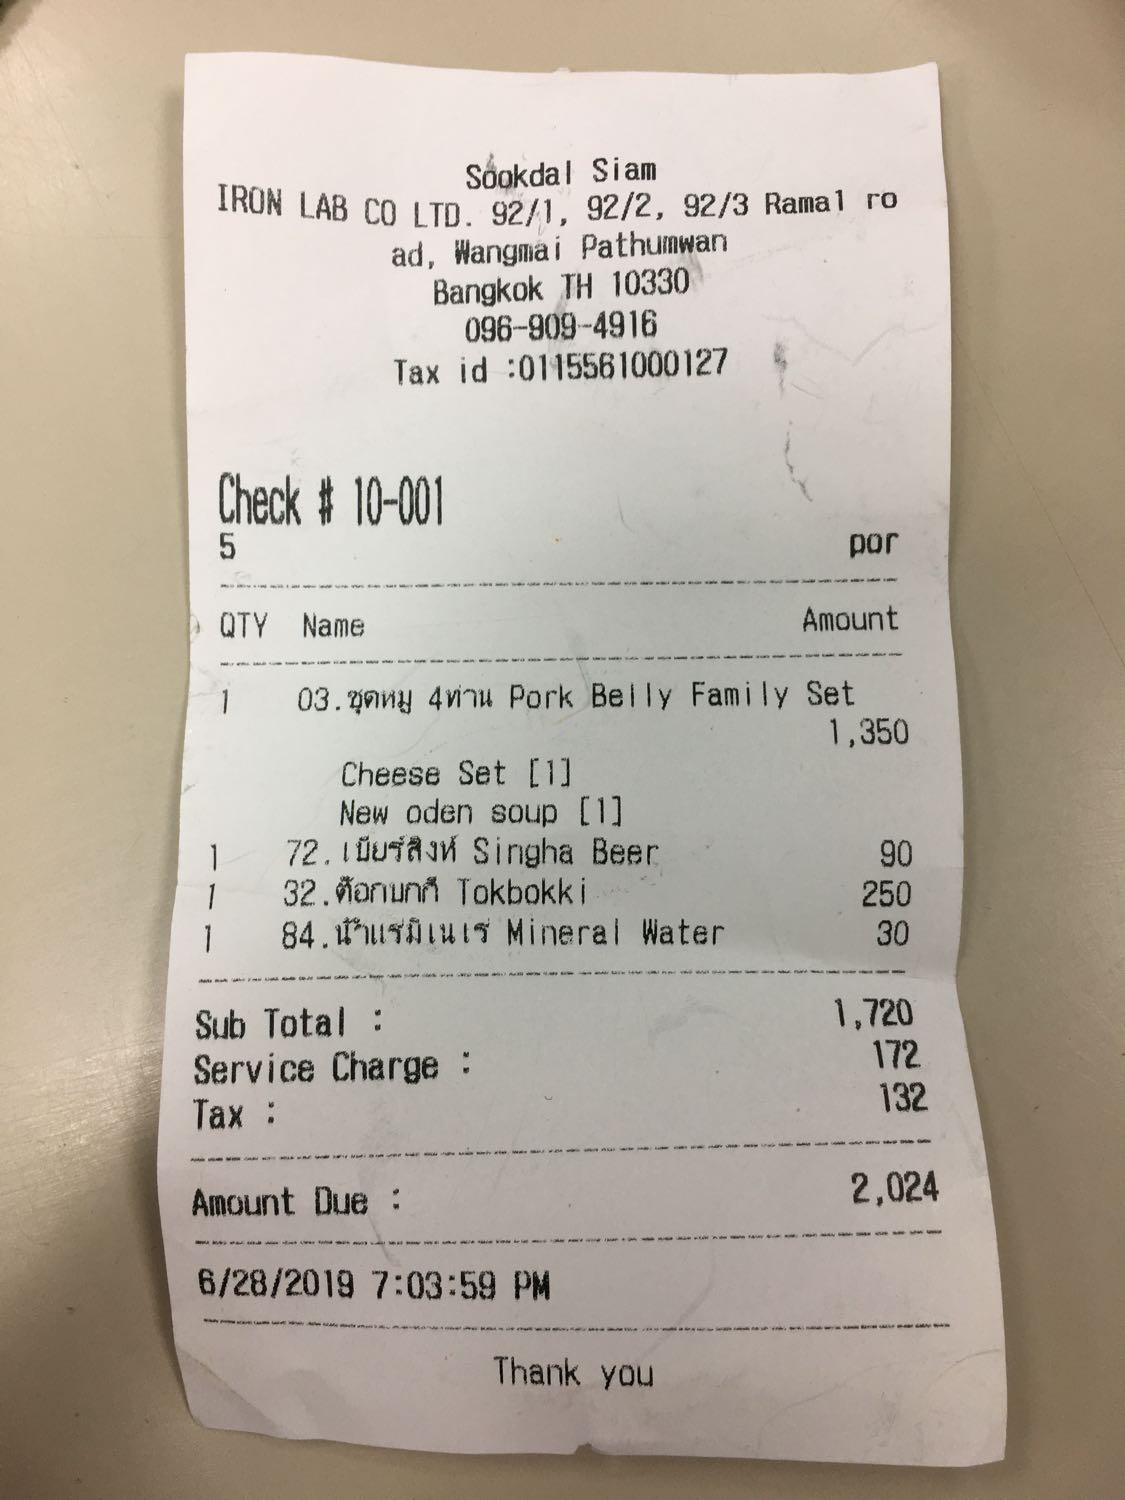 Sookdal Siam
IRON LAB CO LTD. 92/1, 92/2, 92/3 Rama1 ro
ad, Wangmai Pathumwan
Bangkok TH 10330
096-909-4916
Tax id :0115561000127
Check # 10-001
5 por
QTY Name Amount
1 03.ชุดหมู 4ท่าน Pork Belly Family Set
1,350
Cheese Set [1]
New oden soup [1]
1 72.เบียร์สิงห์ Singha Beer 90
1 32.ต๊อกบกกี Tokbokki 250
1 84.น้ำแร่มิเนเร่ Mineral Water 30
Sub Total : 1,720
Service Charge : 172
Tax : 132
Amount Due : 2,024
6/28/2019 7:03:59 PM
Thank you